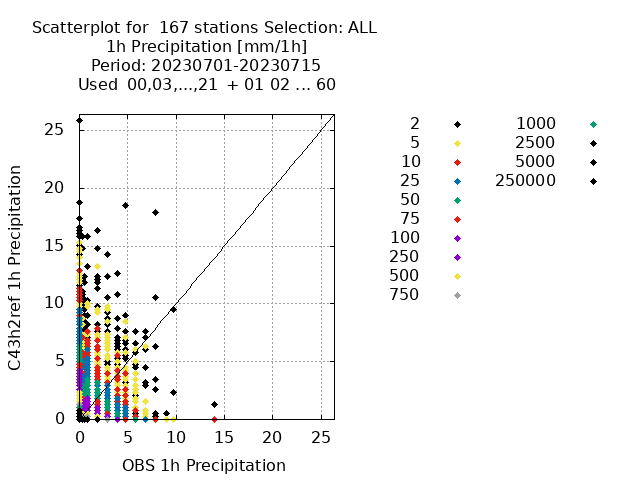 Scatterplot for  167 stations Selection: ALL
1h Precipitation [mm/1h]
Period: 20230701-20230715
Used  00,03,...,21  + 01 02 ... 60
25
20
15
10
5
0
0 5 10 15 20 25
C43h2ref 1h Precipitation
OBS 1h Precipitation
2 1000
5 2500
10 5000
25 250000
50
75
100
250
500
750